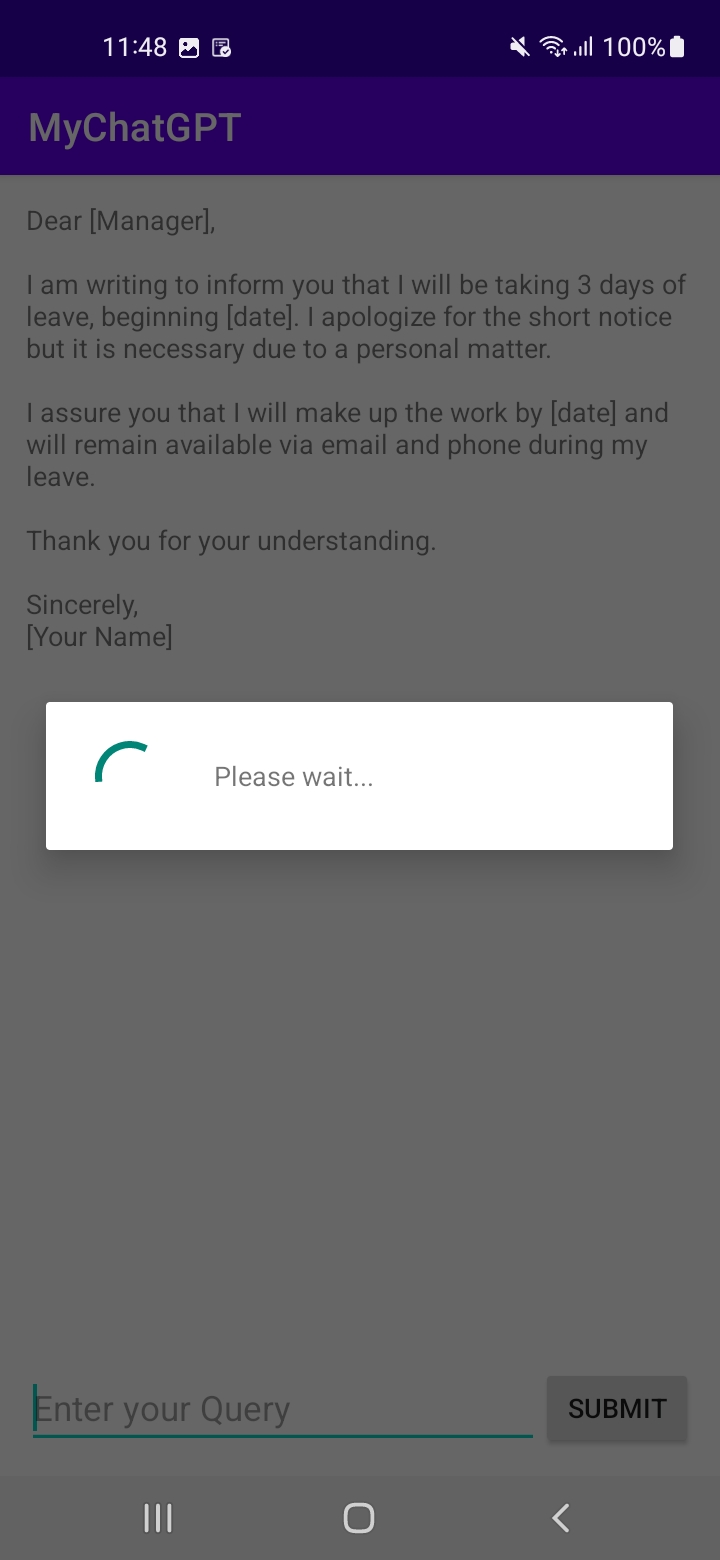 11:48
100%
MyChatGPT
Dear [Manager],
I am writing to inform you that I will be taking 3 days of
leave, beginning [date]. I apologize for the short notice
but it is necessary due to a personal matter.
I assure you that I will make up the work by [date] and
will remain available via email and phone during my
leave.
Thank you for your understanding.
Sincerely,
[Your Name]
Please wait...
Enter your Query
SUBMIT